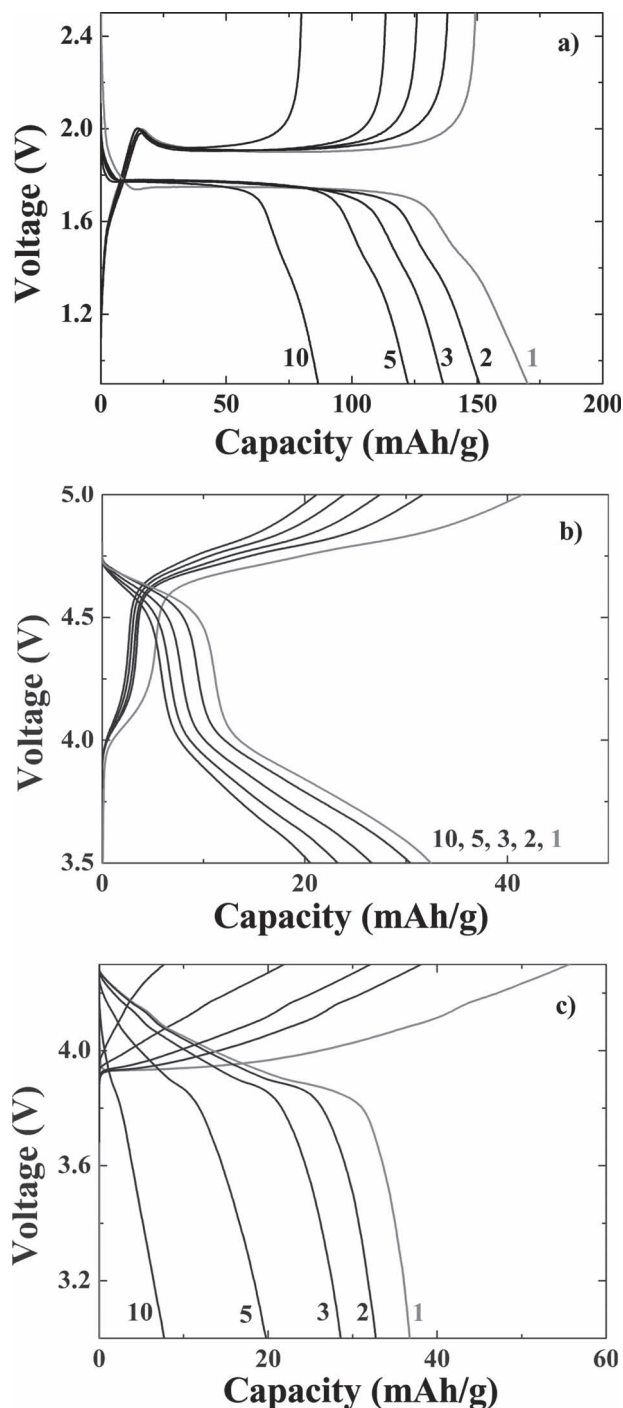 2.4
a)
2.0
Voltage (V)
1.6
1.2
10 5 3 2 1
0 50 100 150 200
Capacity (mAh/g)
5.0
b)
4.5
Voltage (V)
4.0
10, 5, 3, 2, 1
3.5
0 20 40
Capacity (mAh/g)
c)
4.0
Voltage (V)
3.6
3.2
10 5 3 2 1
0 20 40 60
Capacity (mAh/g)